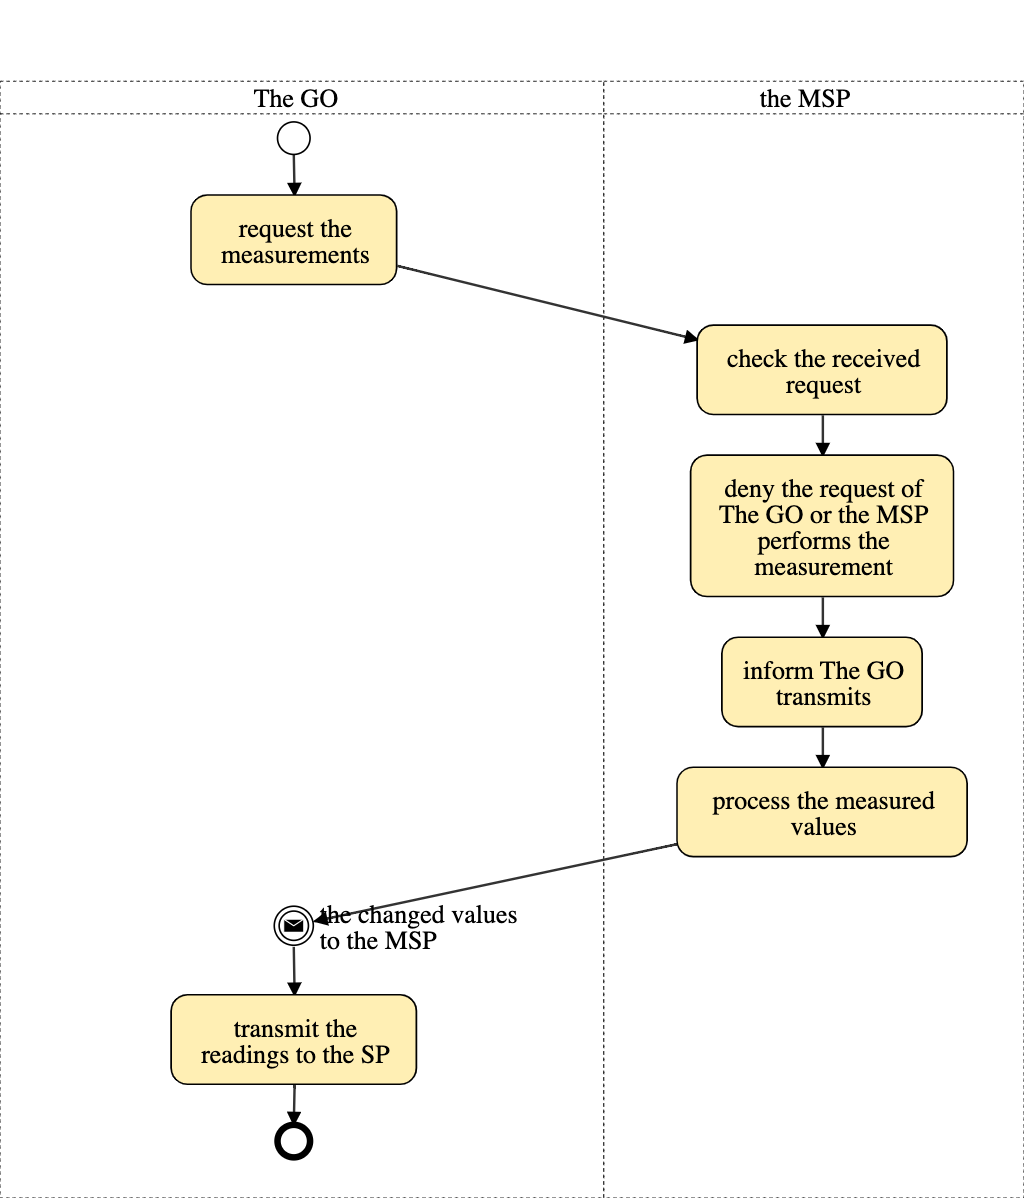 The GO
the MSP
request the
measurements
check the received
request
deny the request of
The GO or the MSP
performs the
measurement
inform The GO
transmits
process the measured
values
the changed values
to the MSP
transmit the
readings to the SP